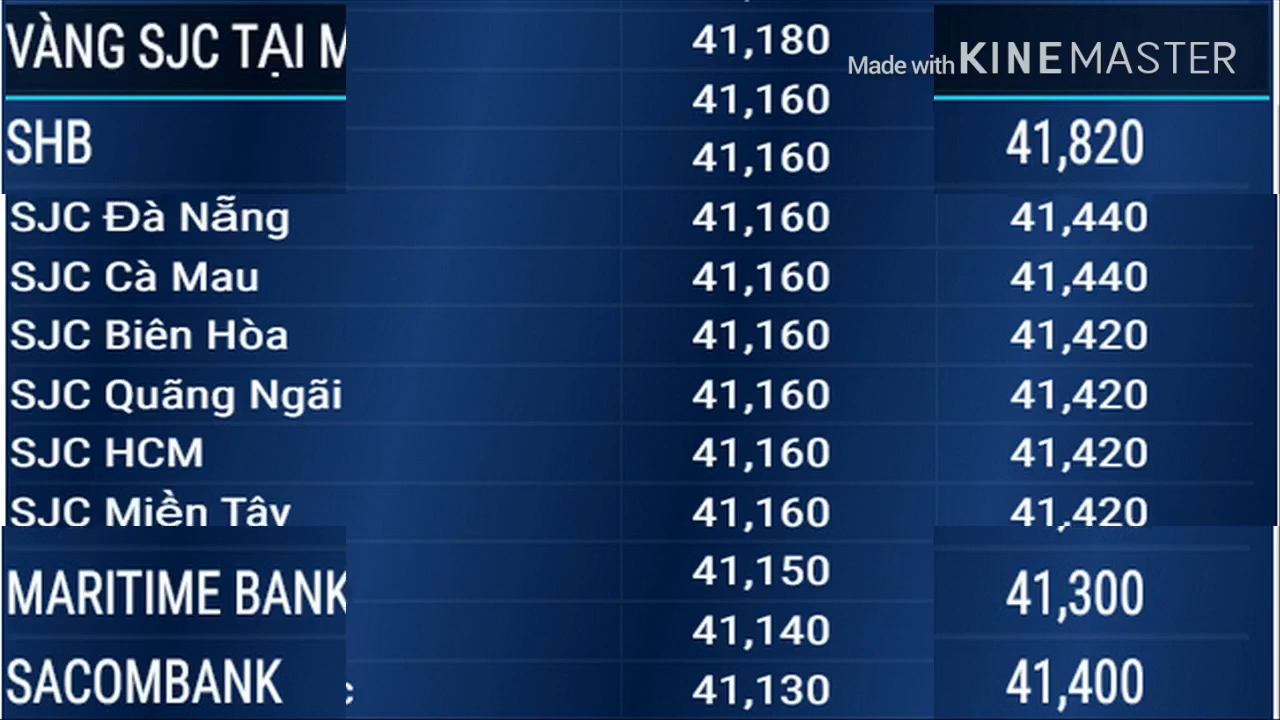 VÀNG SJC TẠI M 41,180
Made with KINEMASTER
41,160
SHB 41,160 41,820
SJC Đà Nẵng 41,160 41,440
SJC Cà Mau 41,160 41,440
SJC Biên Hòa 41,160 41,420
SJC Quãng Ngãi 41,160 41,420
SJC HCM 41,160 41,420
SJC Miền Tây 41,160 41,420
41,150
MARITIME BANK 41,300
41,140
SACOMBANK c 41,130 41,400